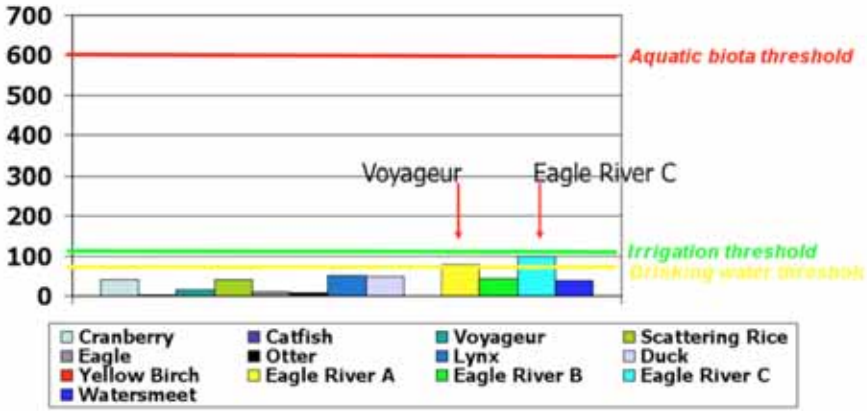 700
600
Aquatic biota threshold
500
400
300
Voyageur Eagle River C
200
100
Irrigation threshold
Drinking water threshol
0
Cranberry Catfish Voyageur Scattering Rice
Eagle Otter Lynx Duck
Yellow Birch Eagle River A Eagle River B Eagle River C
Watersmeet